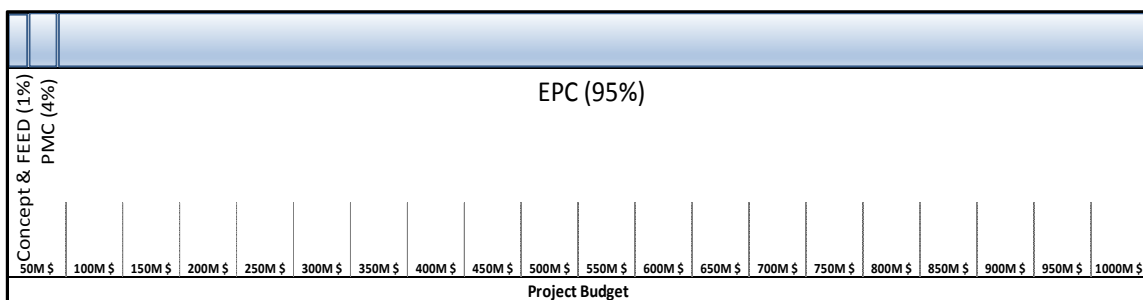 Concept & FEED (1%)
PMC (4%)
EPC (95%)
50M $ 100M $ 150M $ 200M $ 250M $ 300M $ 350M $ 400M $ 450M $ 500M $ 550M $ 600M $ 650M $ 700M $ 750M $ 800M $ 850M $ 900M $ 950M $ 1000M $
Project Budget